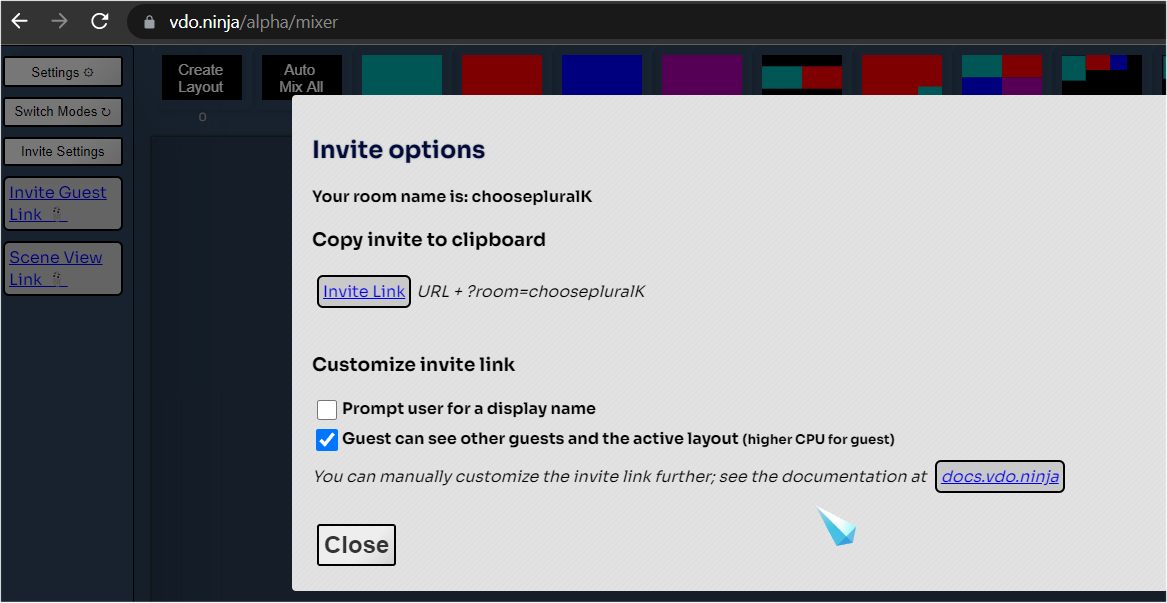 vdo.ninja/alpha/mixer
Settings ⚙
Switch Modes ↻
Invite Settings
Invite Guest
Link
Scene View
Link
Create
Layout
Auto
Mix All
0
Invite options
Your room name is: choosepluralK
Copy invite to clipboard
Invite Link URL + ?room=choosepluralK
Customize invite link
Prompt user for a display name
Guest can see other guests and the active layout (higher CPU for guest)
You can manually customize the invite link further; see the documentation at docs.vdo.ninja
Close